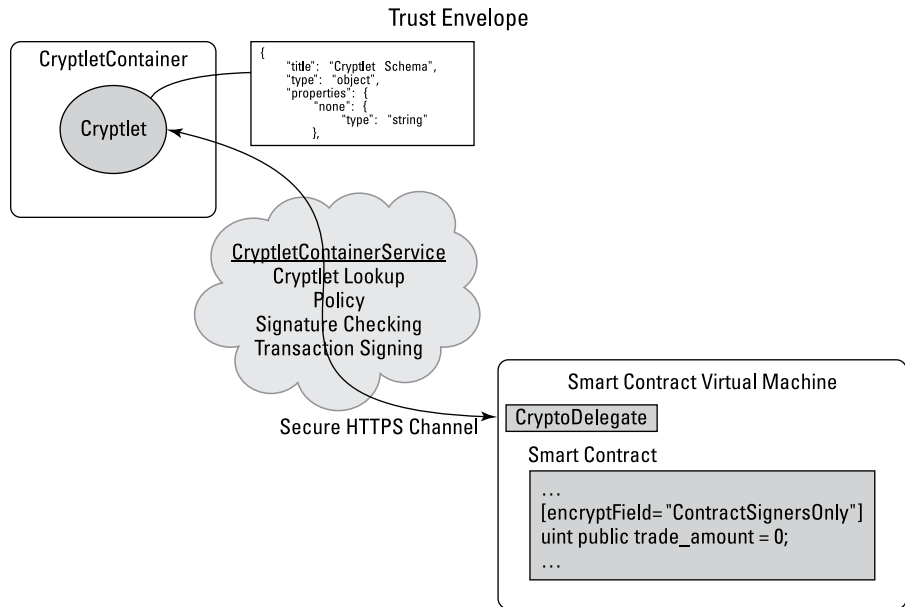 Trust Envelope
CryptletContainer
Cryptlet
{
"title": "Cryptlet Schema",
"type": "object",
"properties": {
"none": {
"type": "string"
},
CryptletContainerService
Cryptlet Lookup
Policy
Signature Checking
Transaction Signing
Secure HTTPS Channel
Smart Contract Virtual Machine
CryptoDelegate
Smart Contract
...
[encryptField="ContractSignersOnly"]
uint public trade_amount = 0;
...